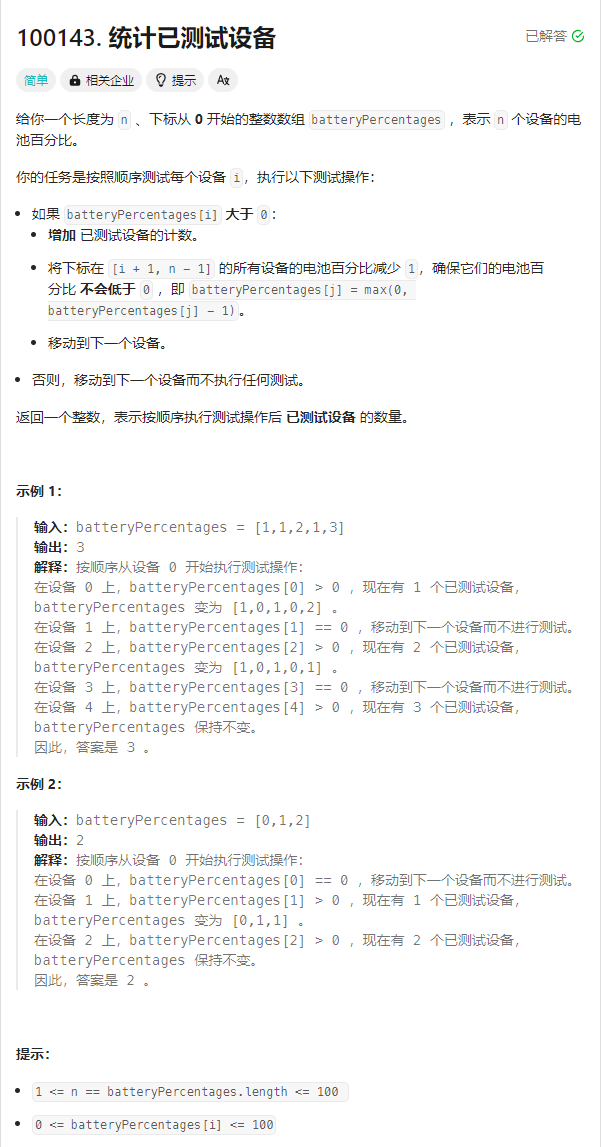 100143. 统计已测试设备
已解答
简单 相关企业 提示 Aあ
给你一个长度为 n 、下标从 0 开始的整数数组 batteryPercentages ，表示 n 个设备的电
池百分比。
你的任务是按照顺序测试每个设备 i，执行以下测试操作：
如果 batteryPercentages[i] 大于 0：
增加 已测试设备的计数。
将下标在 [i + 1, n - 1] 的所有设备的电池百分比减少 1，确保它们的电池百
分比 不会低于 0 ，即 batteryPercentages[j] = max(0,
batteryPercentages[j] - 1)。
移动到下一个设备。
否则，移动到下一个设备而不执行任何测试。
返回一个整数，表示按顺序执行测试操作后 已测试设备 的数量。
示例 1：
输入：batteryPercentages = [1,1,2,1,3]
输出：3
解释：按顺序从设备 0 开始执行测试操作：
在设备 0 上，batteryPercentages[0] > 0 ，现在有 1 个已测试设备，
batteryPercentages 变为 [1,0,1,0,2] 。
在设备 1 上，batteryPercentages[1] == 0 ，移动到下一个设备而不进行测试。
在设备 2 上，batteryPercentages[2] > 0 ，现在有 2 个已测试设备，
batteryPercentages 变为 [1,0,1,0,1] 。
在设备 3 上，batteryPercentages[3] == 0 ，移动到下一个设备而不进行测试。
在设备 4 上，batteryPercentages[4] > 0 ，现在有 3 个已测试设备，
batteryPercentages 保持不变。
因此，答案是 3 。
示例 2：
输入：batteryPercentages = [0,1,2]
输出：2
解释：按顺序从设备 0 开始执行测试操作：
在设备 0 上，batteryPercentages[0] == 0 ，移动到下一个设备而不进行测试。
在设备 1 上，batteryPercentages[1] > 0 ，现在有 1 个已测试设备，
batteryPercentages 变为 [0,1,1] 。
在设备 2 上，batteryPercentages[2] > 0 ，现在有 2 个已测试设备，
batteryPercentages 保持不变。
因此，答案是 2 。
提示：
1 <= n == batteryPercentages.length <= 100
0 <= batteryPercentages[i] <= 100